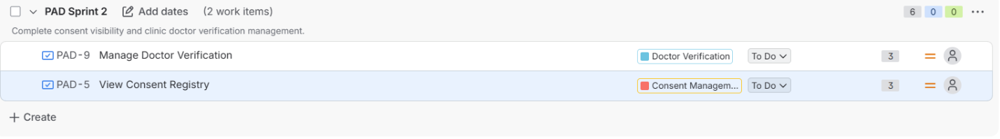 PAD Sprint 2 Add dates (2 work items) 6 0 0
Complete consent visibility and clinic doctor verification management.
PAD-9 Manage Doctor Verification Doctor Verification To Do 3
PAD-5 View Consent Registry Consent Managem... To Do 3
Create